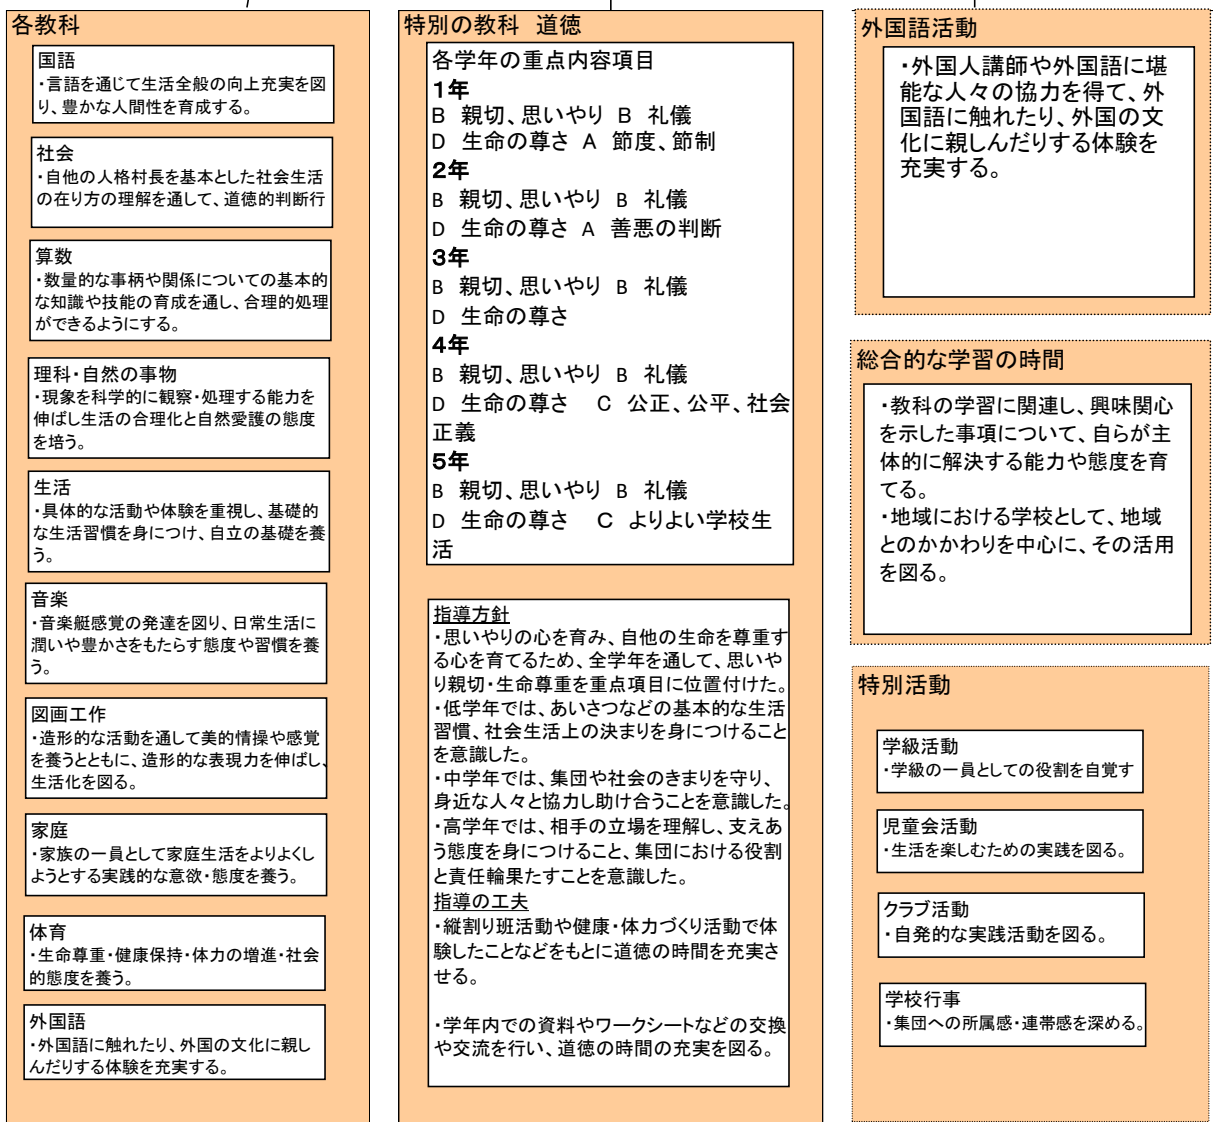 各教科
国語
・言語を通じて生活全般の向上充実を図
り、豊かな人間性を育成する。
社会
・自他の人格村長を基本とした社会生活
の在り方の理解を通して、道徳的判断行
算数
・数量的な事柄や関係についての基本的
な知識や技能の育成を通し、合理的処理
ができるようにする。
理科・自然の事物
・現象を科学的に観察・処理する能力を
伸ばし生活の合理化と自然愛護の態度
を培う。
生活
・具体的な活動や体験を重視し、基礎的
な生活習慣を身につけ、自立の基礎を養
う。
音楽
・音楽艇感覚の発達を図り、日常生活に
潤いや豊かさをもたらす態度や習慣を養
う。
図画工作
・造形的な活動を通して美的情操や感覚
を養うとともに、造形的な表現力を伸ばし、
生活化を図る。
家庭
・家族の一員として家庭生活をよりよくし
ようとする実践的な意欲・態度を養う。
体育
・生命尊重・健康保持・体力の増進・社会
的態度を養う。
外国語
・外国語に触れたり、外国の文化に親し
んだりする体験を充実する。
特別の教科 道徳
各学年の重点内容項目
1年
B 親切、思いやり B 礼儀
D 生命の尊さ A 節度、節制
2年
B 親切、思いやり B 礼儀
D 生命の尊さ A 善悪の判断
3年
B 親切、思いやり B 礼儀
D 生命の尊さ
4年
B 親切、思いやり B 礼儀
D 生命の尊さ C 公正、公平、社会
正義
5年
B 親切、思いやり B 礼儀
D 生命の尊さ C よりよい学校生
活
指導方針
・思いやりの心を育み、自他の生命を尊重す
る心を育てるため、全学年を通して、思いや
り親切・生命尊重を重点項目に位置付けた。
・低学年では、あいさつなどの基本的な生活
習慣、社会生活上の決まりを身につけること
を意識した。
・中学年では、集団や社会のきまりを守り、
身近な人々と協力し助け合うことを意識した。
・高学年では、相手の立場を理解し、支えあ
う態度を身につけること、集団における役割
と責任輪果たすことを意識した。
指導の工夫
・縦割り班活動や健康・体力づくり活動で体
験したことなどをもとに道徳の時間を充実さ
せる。
・学年内での資料やワークシートなどの交換
や交流を行い、道徳の時間の充実を図る。
外国語活動
・外国人講師や外国語に堪
能な人々の協力を得て、外
国語に触れたり、外国の文
化に親しんだりする体験を
充実する。
総合的な学習の時間
・教科の学習に関連し、興味関心
を示した事項について、自らが主
体的に解決する能力や態度を育
てる。
・地域における学校として、地域
とのかかわりを中心に、その活用
を図る。
特別活動
学級活動
・学級の一員としての役割を自覚す
児童会活動
・生活を楽しむための実践を図る。
クラブ活動
・自発的な実践活動を図る。
学校行事
・集団への所属感・連帯感を深める。